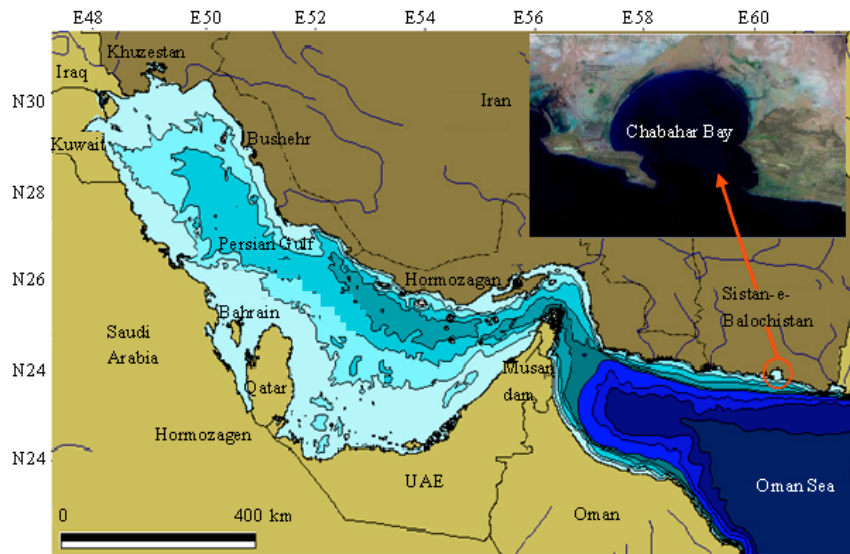 E48 E50 E52 E54 E56 E58 E60
Khuzestan
Iraq
N30
Iran
Chabahar Bay
Kuwait
Bushehr
N28
Persian Gulf
N26
Hormozagan
Sistan-e-
Balochistan
Bahrain
Saudi
Arabia
N24
Musan
dam
Qatar
Hormozagen
N24
UAE
Oman Sea
Oman
0 400 km